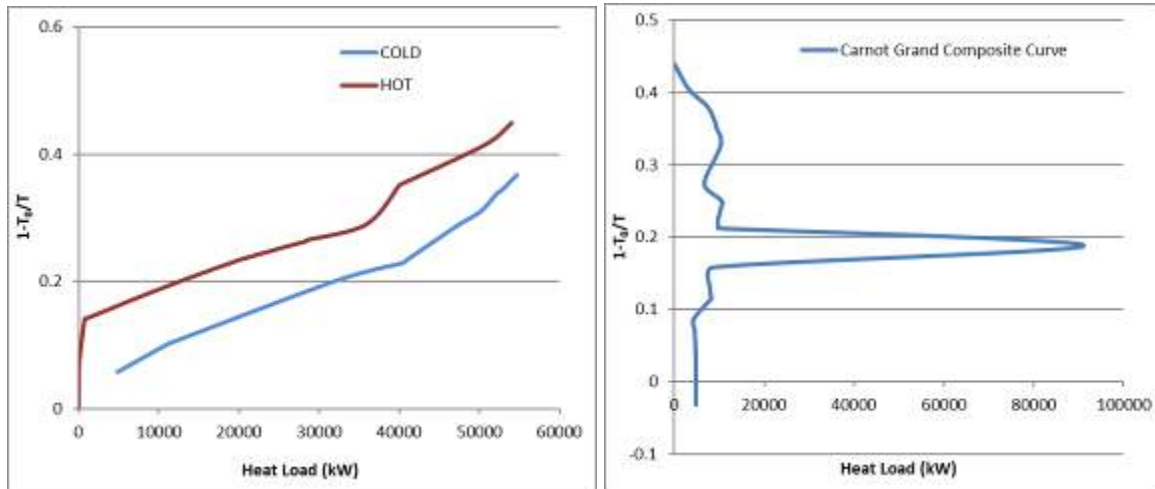 0.6
COLD
HOT
0.4
1-T₀/T
0.2
0
0 10000 20000 30000 40000 50000 60000
Heat Load (kW)
0.5
Carnot Grand Composite Curve
0.4
0.3
1-T₀/T
0.2
0.1
0
0 20000 40000 60000 80000 100000
-0.1
Heat Load (kW)